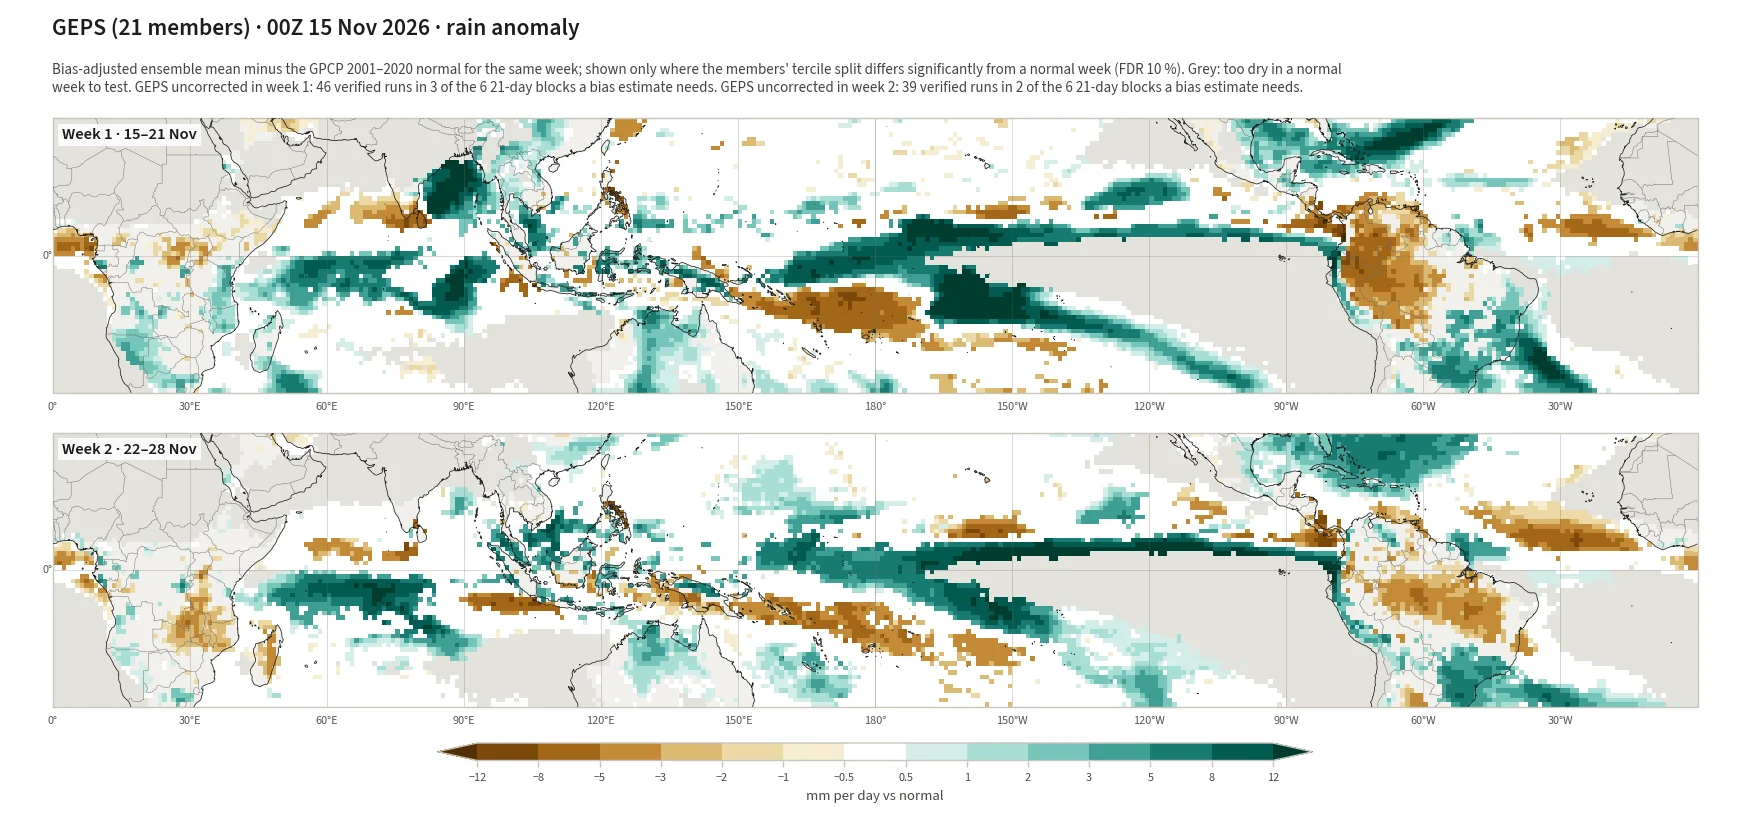 GEPS (21 members) · 00Z 15 Nov 2026 · rain anomaly
Bias-adjusted ensemble mean minus the GPCP 2001–2020 normal for the same week; shown only where the members' tercile split differs significantly from a normal week (FDR 10 %). Grey: too dry in a normal
week to test. GEPS uncorrected in week 1: 46 verified runs in 3 of the 6 21-day blocks a bias estimate needs. GEPS uncorrected in week 2: 39 verified runs in 2 of the 6 21-day blocks a bias estimate needs.
Week 1 · 15–21 Nov
0°
0° 30°E 60°E 90°E 120°E 150°E 180° 150°W 120°W 90°W 60°W 30°W
Week 2 · 22–28 Nov
0°
0° 30°E 60°E 90°E 120°E 150°E 180° 150°W 120°W 90°W 60°W 30°W
−12 −8 −5 −3 −2 −1 −0.5 0.5 1 2 3 5 8 12
mm per day vs normal